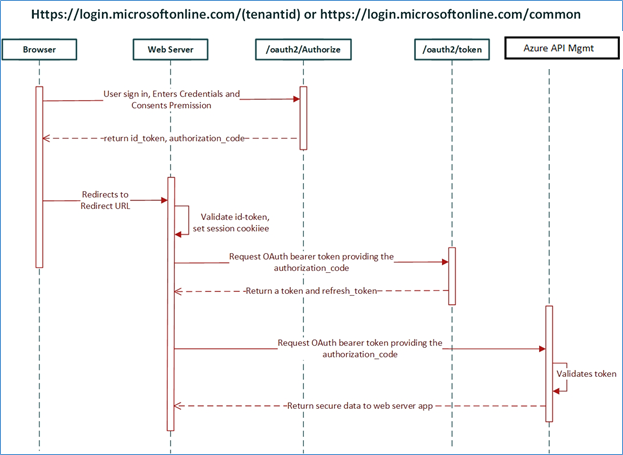 Https://login.microsoftonline.com/(tenantid) or https://login.microsoftonline.com/common
Browser
Web Server
/oauth2/Authorize
/oauth2/token
Azure API Mgmt
User sign in, Enters Credentials and
Consents Premission
return id_token, authorization_code
Redirects to
Redirect URL
Validate id-token,
set session cookiiee
Request OAuth bearer token providing the
authorization_code
Return a token and refresh_token
Request OAuth bearer token providing the
authorization_code
Validates token
Return secure data to web server app